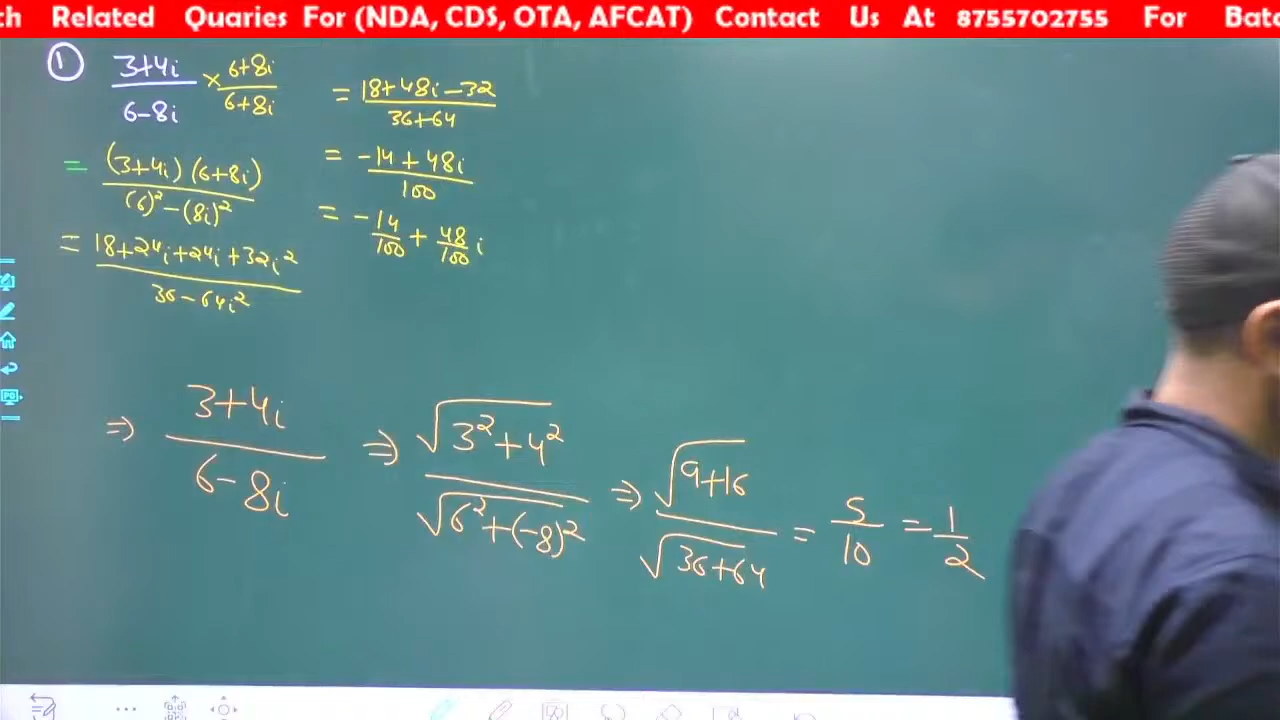 ch Related Quaries For (NDA, CDS, OTA, AFCAT) Contact Us At 8755702755 For Batc
① (3+4i)/(6-8i) × (6+8i)/(6+8i)
= ((3+4i) (6+8i))/((6)² - (8i)²)
= (18+24i+24i+32i²)/(36-64i²)
= (18+48i-32)/(36+64)
= (-14+48i)/100
= -14/100 + 48/100 i
⇒ (3+4i)/(6-8i) ⇒ √(3²+4²)/√(6²+(-8)²) ⇒ √(9+16)/√(36+64) = 5/10 = 1/2